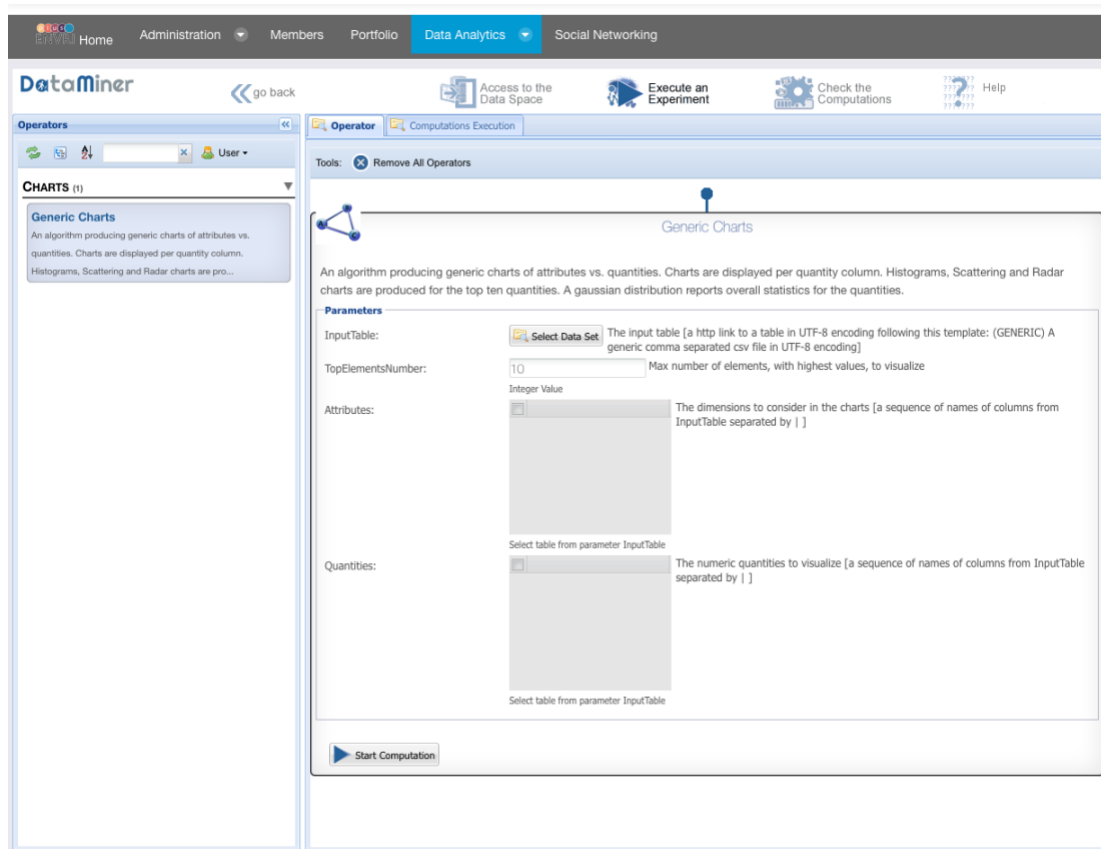 ENVRI Home Administration Members Portfolio Data Analytics Social Networking
DataMiner
go back
Access to the
Data Space
Execute an
Experiment
Check the
Computations
Help
Operators
User
CHARTS (1)
Generic Charts
An algorithm producing generic charts of attributes vs.
quantities. Charts are displayed per quantity column.
Histograms, Scattering and Radar charts are pro...
Operator
Computations Execution
Tools: Remove All Operators
Generic Charts
An algorithm producing generic charts of attributes vs. quantities. Charts are displayed per quantity column. Histograms, Scattering and Radar
charts are produced for the top ten quantities. A gaussian distribution reports overall statistics for the quantities.
Parameters
InputTable:
Select Data Set
The input table [a http link to a table in UTF-8 encoding following this template: (GENERIC) A
generic comma separated csv file in UTF-8 encoding]
TopElementsNumber:
10
Max number of elements, with highest values, to visualize
Integer Value
Attributes:
The dimensions to consider in the charts [a sequence of names of columns from
InputTable separated by | ]
Select table from parameter InputTable
Quantities:
The numeric quantities to visualize [a sequence of names of columns from InputTable
separated by | ]
Select table from parameter InputTable
Start Computation